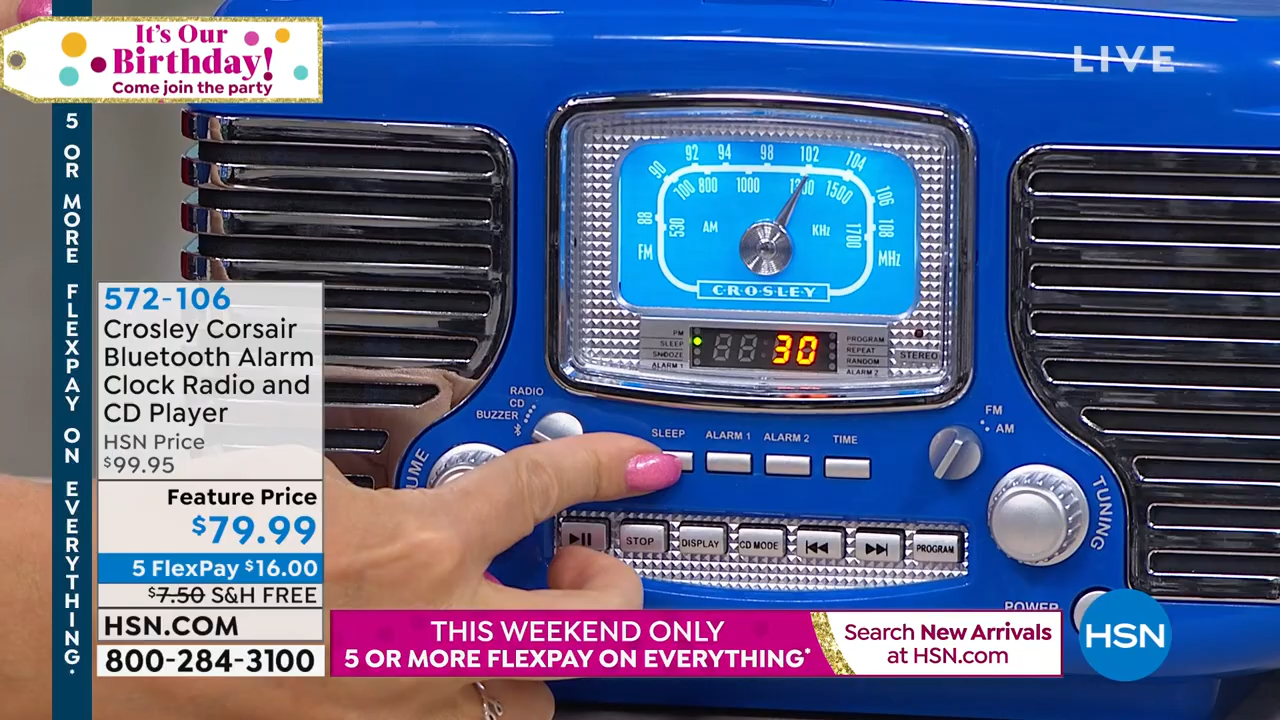 It's Our
Birthday!
Come join the party
LIVE
5 OR MORE FLEXPAY ON EVERYTHING.*
572-106
Crosley Corsair
Bluetooth Alarm
Clock Radio and
CD Player
HSN Price
$99.95
Feature Price
$79.99
5 FlexPay $16.00
$7.50 S&H FREE
HSN.COM
800-284-3100
88 90 92 94 98 102 104 106 108
530 700 800 1000 1500 1700
AM KHz
FM MHz
CROSLEY
PM
SLEEP
SNOOZE
ALARM 1
30
PROGRAM
REPEAT
RANDOM
ALARM 2
STEREO
RADIO
CD
BUZZER
SLEEP ALARM 1 ALARM 2 TIME
FM
AM
TUNING
STOP DISPLAY CD MODE PROGRAM
POWER
THIS WEEKEND ONLY
5 OR MORE FLEXPAY ON EVERYTHING*
Search New Arrivals
at HSN.com
HSN